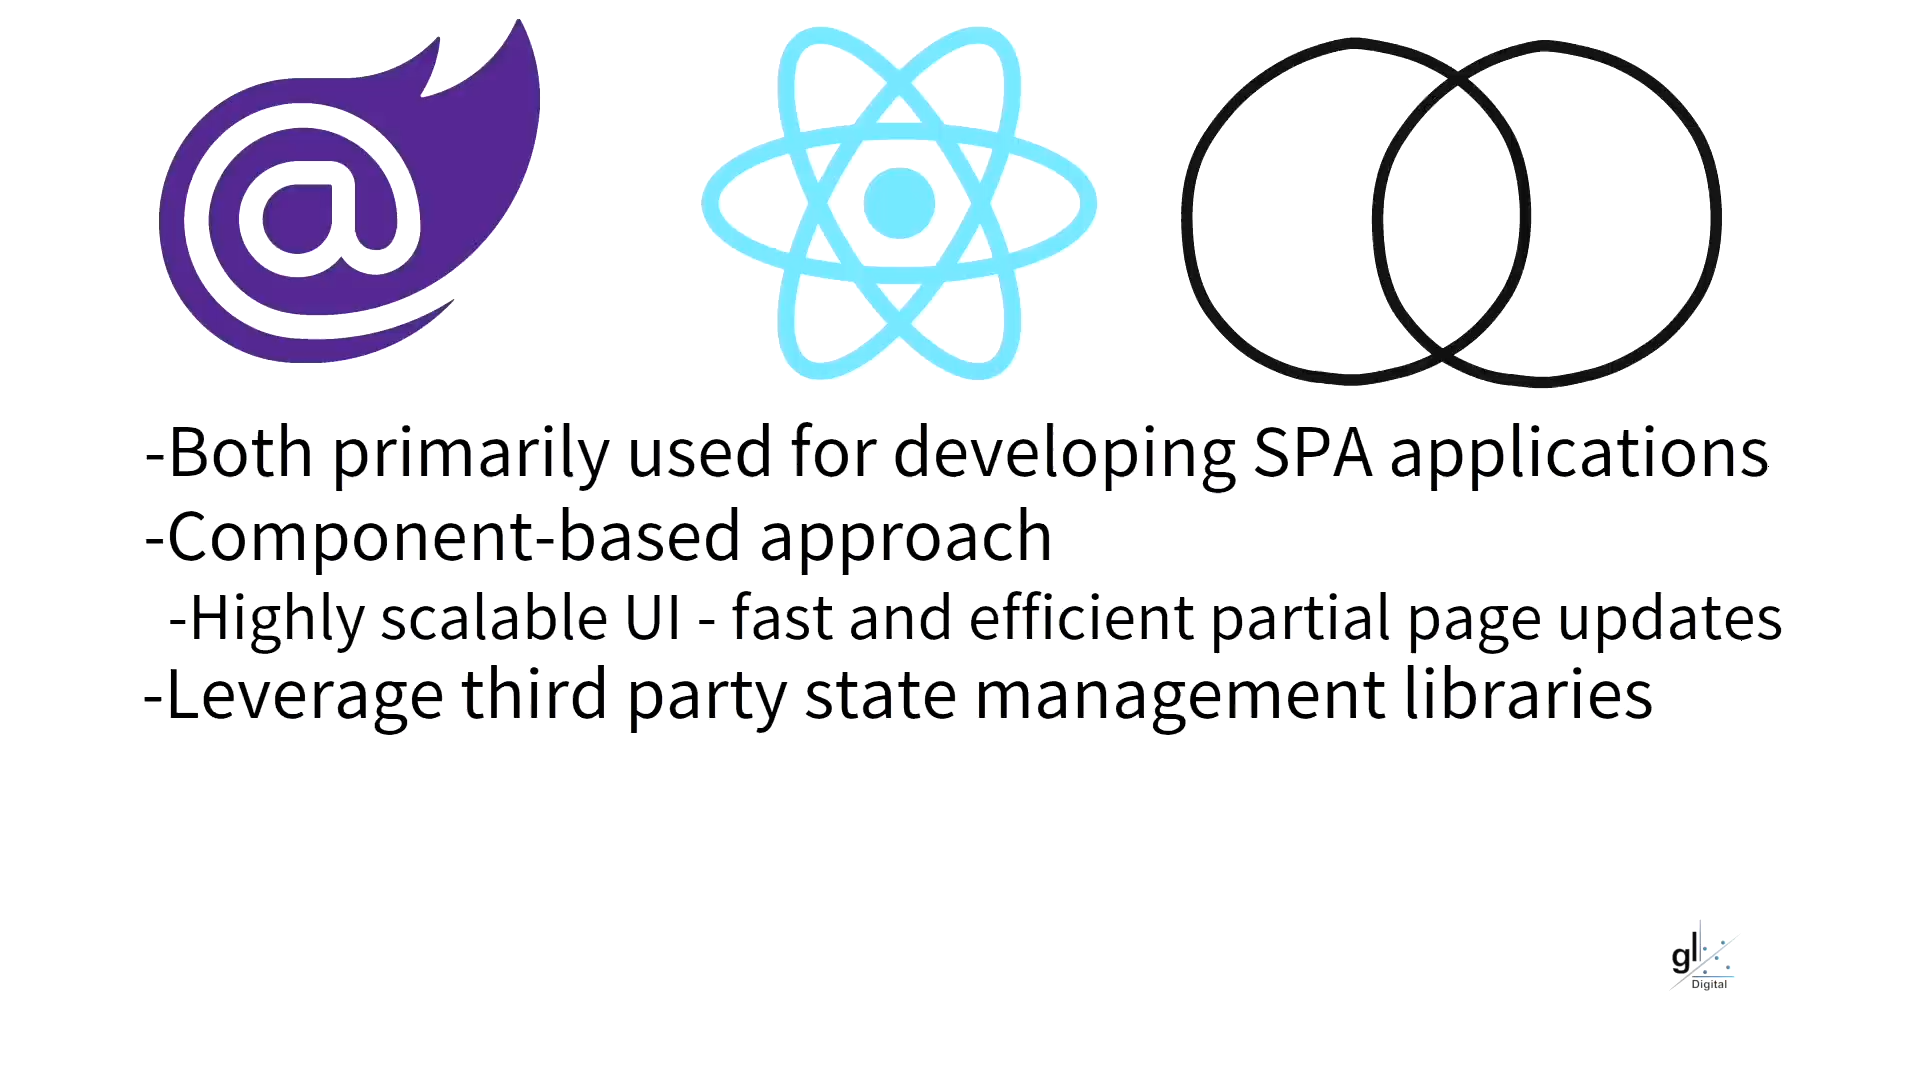 @
-Both primarily used for developing SPA applications
-Component-based approach
-Highly scalable UI - fast and efficient partial page updates
-Leverage third party state management libraries
gl
Digital